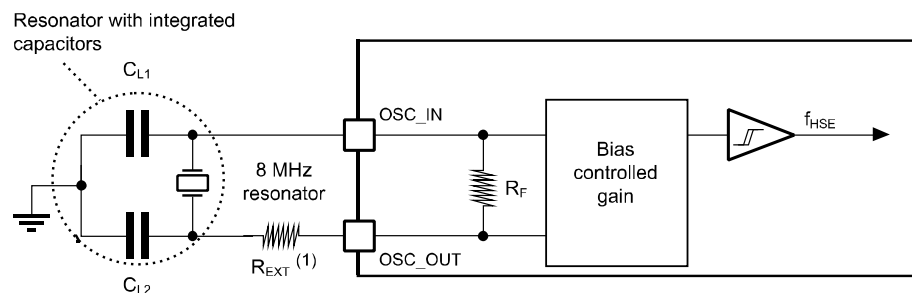 Resonator with integrated
capacitors
CL1
OSC_IN
fHSE
8 MHz
resonator
RF
Bias
controlled
gain
REXT (1)
OSC_OUT
CL2